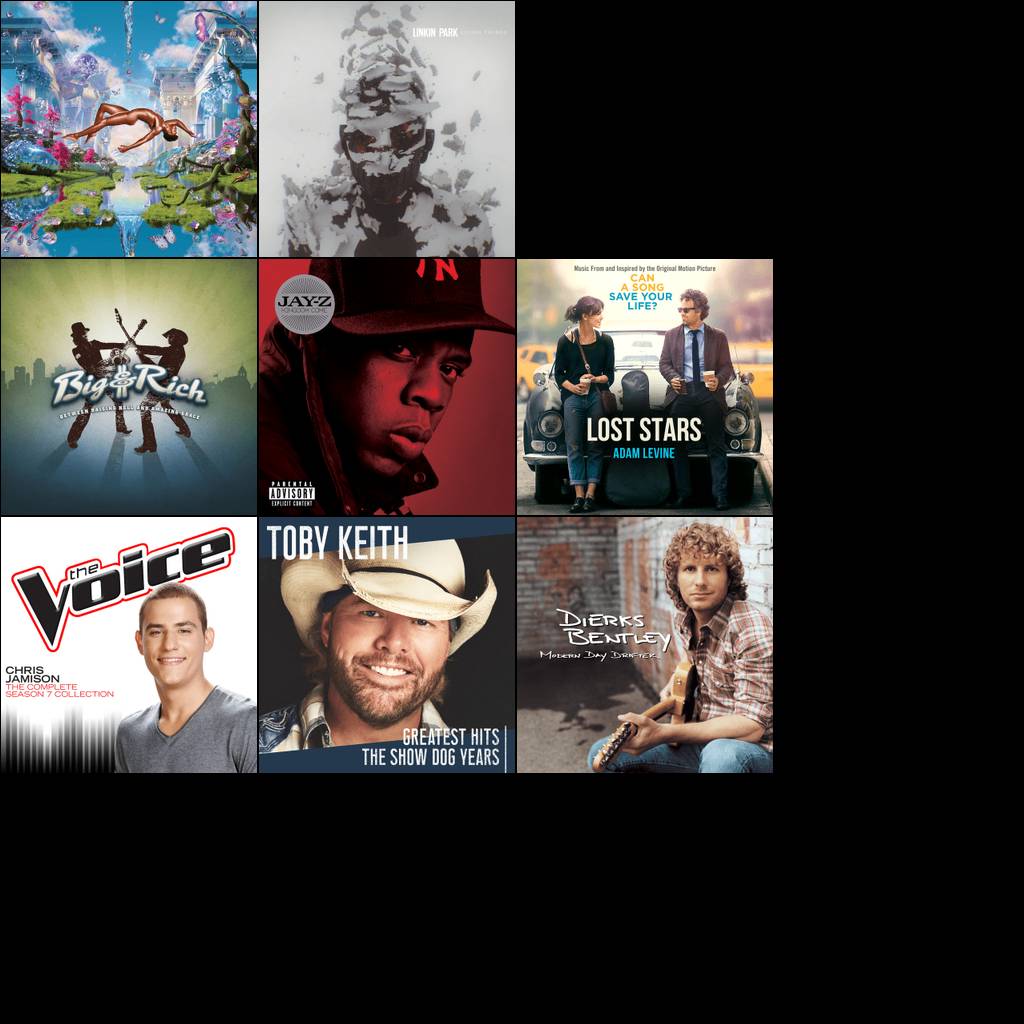 LINKIN PARK LIVING THINGS
Big & Rich
BETWEEN RAISING HELL AND AMAZING GRACE
JAY-Z
KINGDOM COME
PARENTAL
ADVISORY
EXPLICIT CONTENT
Music From and Inspired by the Original Motion Picture
CAN
A SONG
SAVE YOUR
LIFE?
LOST STARS
ADAM LEVINE
the
Voice
CHRIS
JAMISON
THE COMPLETE
SEASON 7 COLLECTION
TOBY KEITH
GREATEST HITS
THE SHOW DOG YEARS
DIERKS
BENTLEY
MODERN DAY DRIFTER